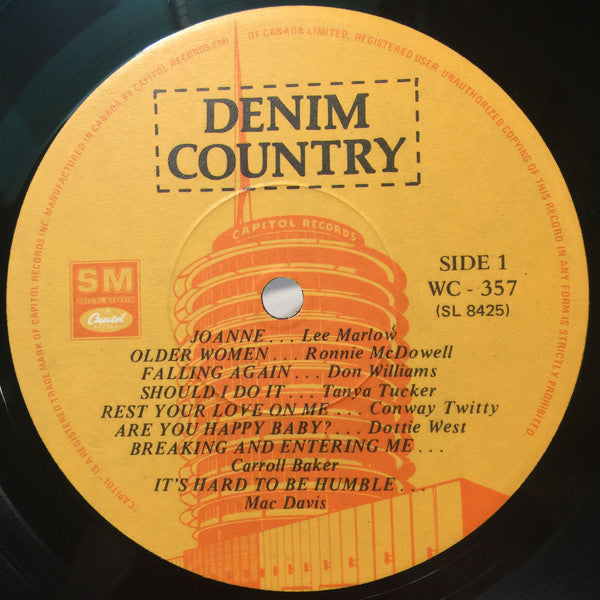 "CAPITOL" IS A REGISTERED TRADE MARK OF CAPITOL RECORDS INC. MANUFACTURED IN CANADA BY CAPITOL RECORDS-EMI OF CANADA LIMITED, REGISTERED USER. UNAUTHORIZED COPYING OF THIS RECORD IN ANY FORM IS STRICTLY PROHIBITED.
DENIM
COUNTRY
CAPITOL RECORDS
SM
SPECIAL MARKETS
Capitol
SIDE 1
WC - 357
(SL 8425)
JOANNE... Lee Marlow
OLDER WOMEN... Ronnie McDowell
FALLING AGAIN... Don Williams
SHOULD I DO IT... Tanya Tucker
REST YOUR LOVE ON ME... Conway Twitty
ARE YOU HAPPY BABY?... Dottie West
BREAKING AND ENTERING ME...
Carroll Baker
IT'S HARD TO BE HUMBLE...
Mac Davis